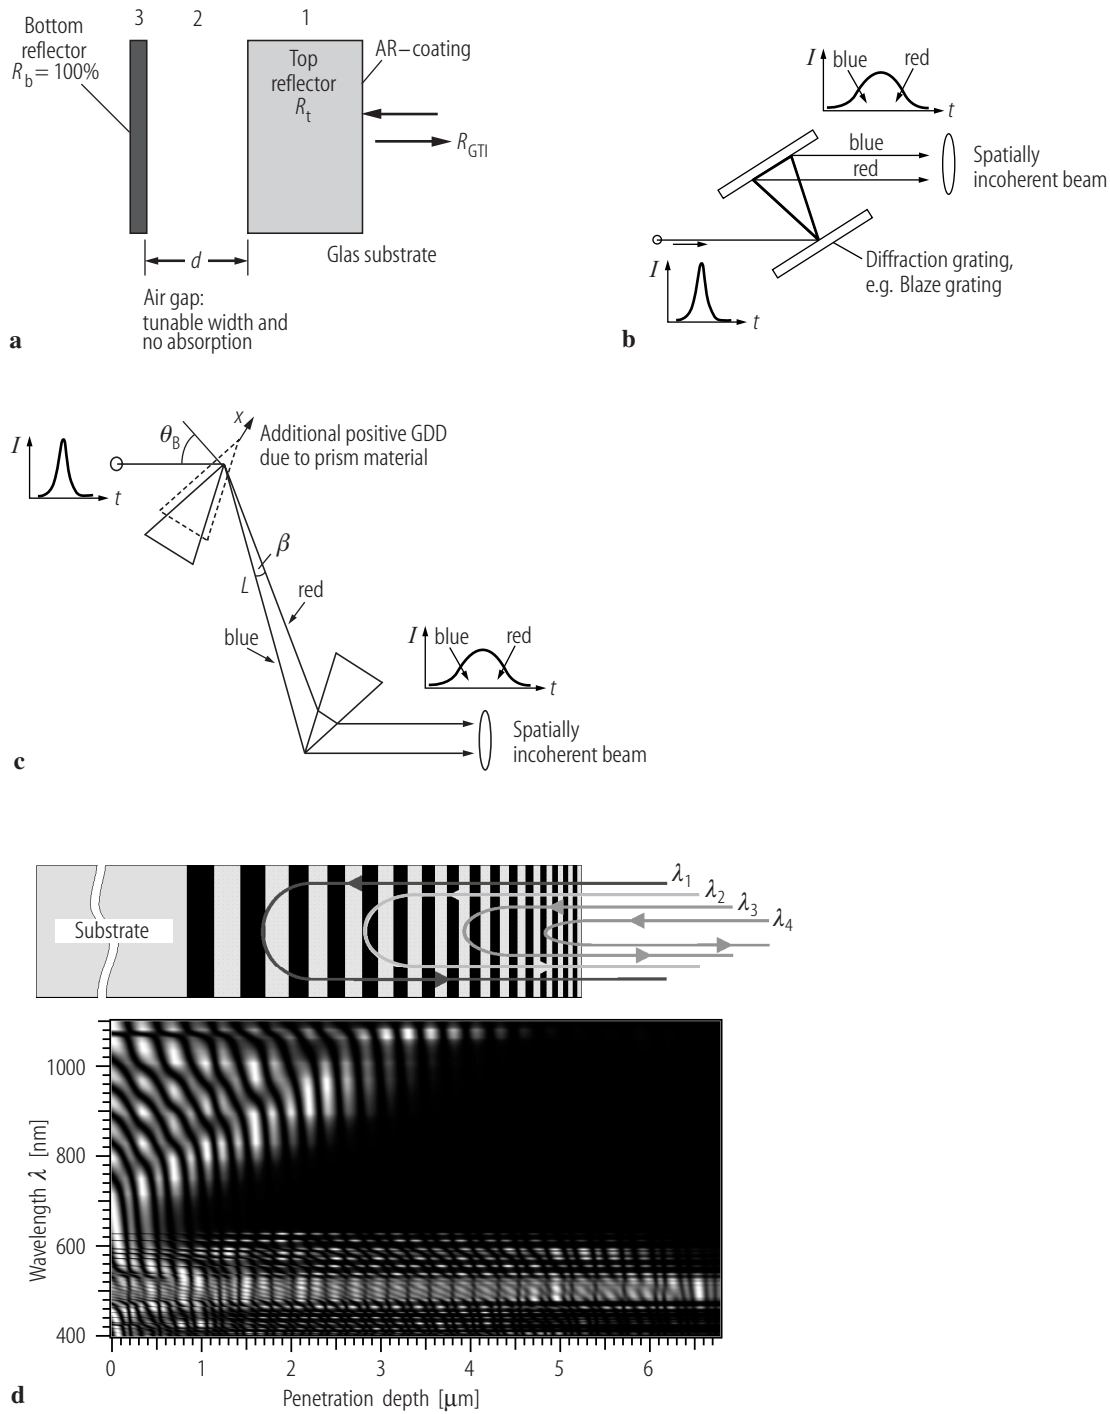 3
2
1
Bottom
reflector
R_b = 100%
Top
reflector
R_t
AR–coating
R_GTI
d
Glas substrate
Air gap:
tunable width and
no absorption
a
I
blue
red
t
blue
red
Spatially
incoherent beam
I
t
Diffraction grating,
e.g. Blaze grating
b
I
t
θ_B
x
Additional positive GDD
due to prism material
β
L
red
blue
I
blue
red
t
Spatially
incoherent beam
c
Substrate
λ_1
λ_2
λ_3
λ_4
Wavelength λ [nm]
1000
800
600
400
0 1 2 3 4 5 6
Penetration depth [μm]
d